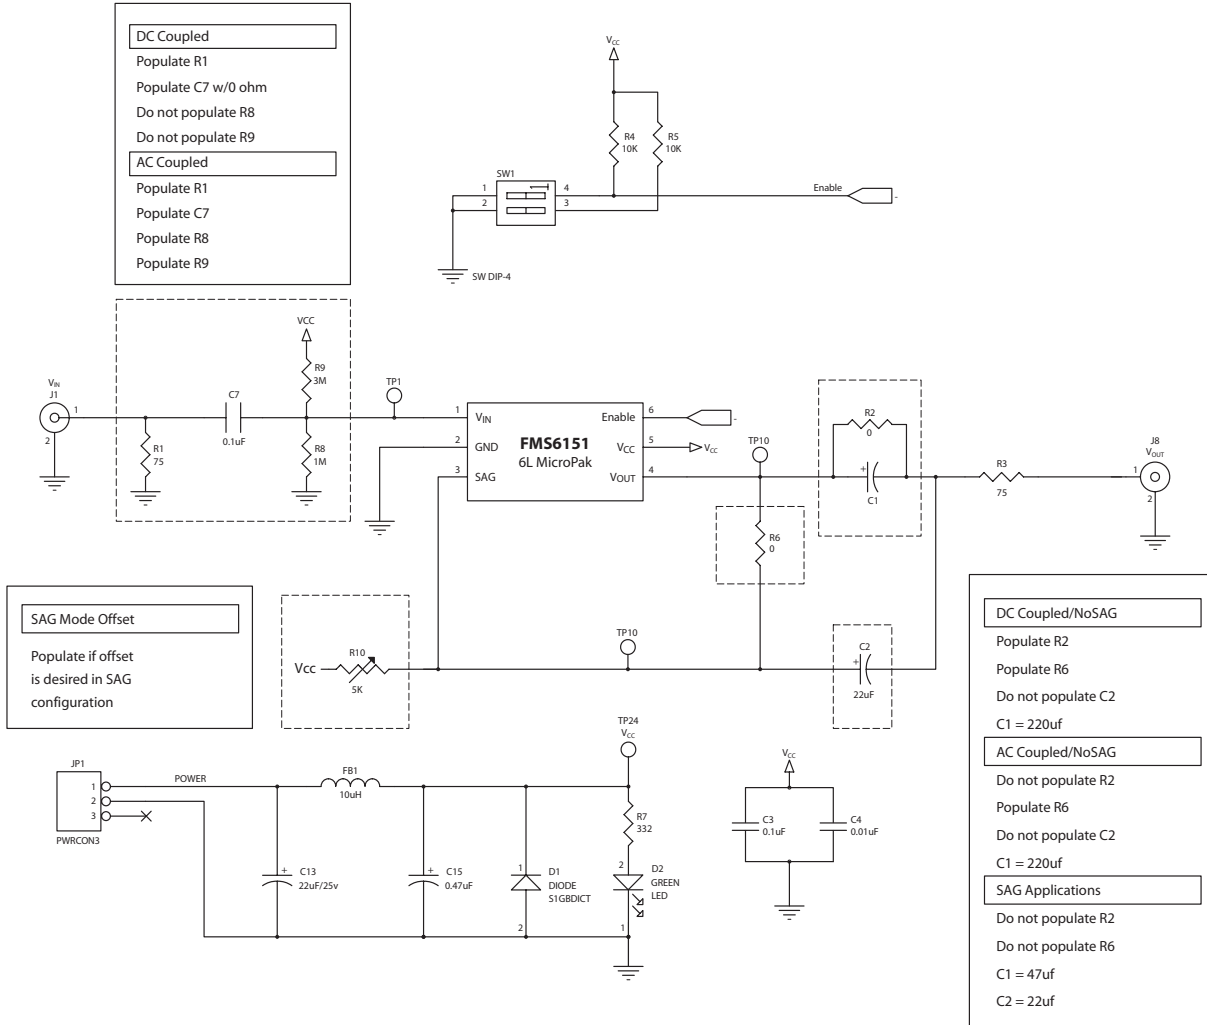 DC Coupled
Populate R1
Populate C7 w/0 ohm
Do not populate R8
Do not populate R9
AC Coupled
Populate R1
Populate C7
Populate R8
Populate R9
VCC
R4
10K
R5
10K
SW1
1
2
4
3
Enable
-
SW DIP-4
VCC
R9
3M
VIN
J1
1
2
C7
0.1uF
R1
75
R8
1M
TP1
1
2
3
VIN
GND
SAG
FMS6151
6L MicroPak
Enable
VCC
VOUT
6
5
4
-
VCC
TP10
R2
0
+
C1
R3
75
J8
VOUT
1
2
R6
0
SAG Mode Offset
Populate if offset
is desired in SAG
configuration
Vcc
R10
5K
TP10
C2
+
22uF
DC Coupled/NoSAG
Populate R2
Populate R6
Do not populate C2
C1 = 220uf
AC Coupled/NoSAG
Do not populate R2
Populate R6
Do not populate C2
C1 = 220uf
SAG Applications
Do not populate R2
Do not populate R6
C1 = 47uf
C2 = 22uf
JP1
1
2
3
PWRCON3
POWER
FB1
10uH
TP24
VCC
R7
332
+
C13
22uF/25v
+
C15
0.47uF
1
D1
DIODE
S1GBDICT
2
2
D2
GREEN
LED
1
VCC
C3
0.1uF
C4
0.01uF